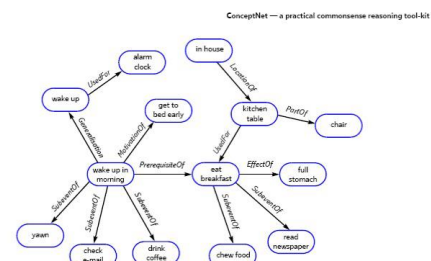 ConceptNet — a practical commonsense reasoning tool-kit
alarm
clock
in house
UsedFor
LocationOf
wake up
get to
bed early
kitchen
table
PartOf
chair
Generalisation
MotivationOf
UsedFor
wake up in
morning
PrerequisiteOf
eat
breakfast
EffectOf
full
stomach
SubeventOf
SubeventOf
SubeventOf
SubeventOf
SubeventOf
yawn
check
e-mail
drink
coffee
chew food
read
newspaper